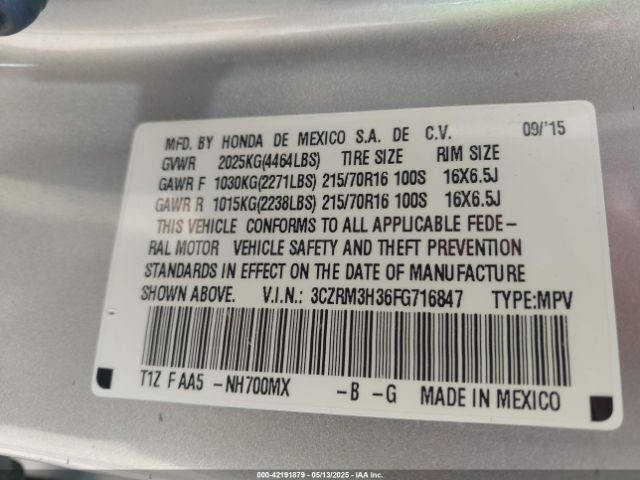 MFD. BY HONDA DE MEXICO S.A. DE C.V. 09/'15
GVWR 2025KG(4464LBS) TIRE SIZE RIM SIZE
GAWR F 1030KG(2271LBS) 215/70R16 100S 16X6.5J
GAWR R 1015KG(2238LBS) 215/70R16 100S 16X6.5J
THIS VEHICLE CONFORMS TO ALL APPLICABLE FEDE-
RAL MOTOR VEHICLE SAFETY AND THEFT PREVENTION
STANDARDS IN EFFECT ON THE DATE OF MANUFACTURE
SHOWN ABOVE. V.I.N.: 3CZRM3H36FG716847 TYPE:MPV
T1Z F AA5 -NH700MX -B -G MADE IN MEXICO
000-42191879 - 05/13/2025 - IAA Inc.